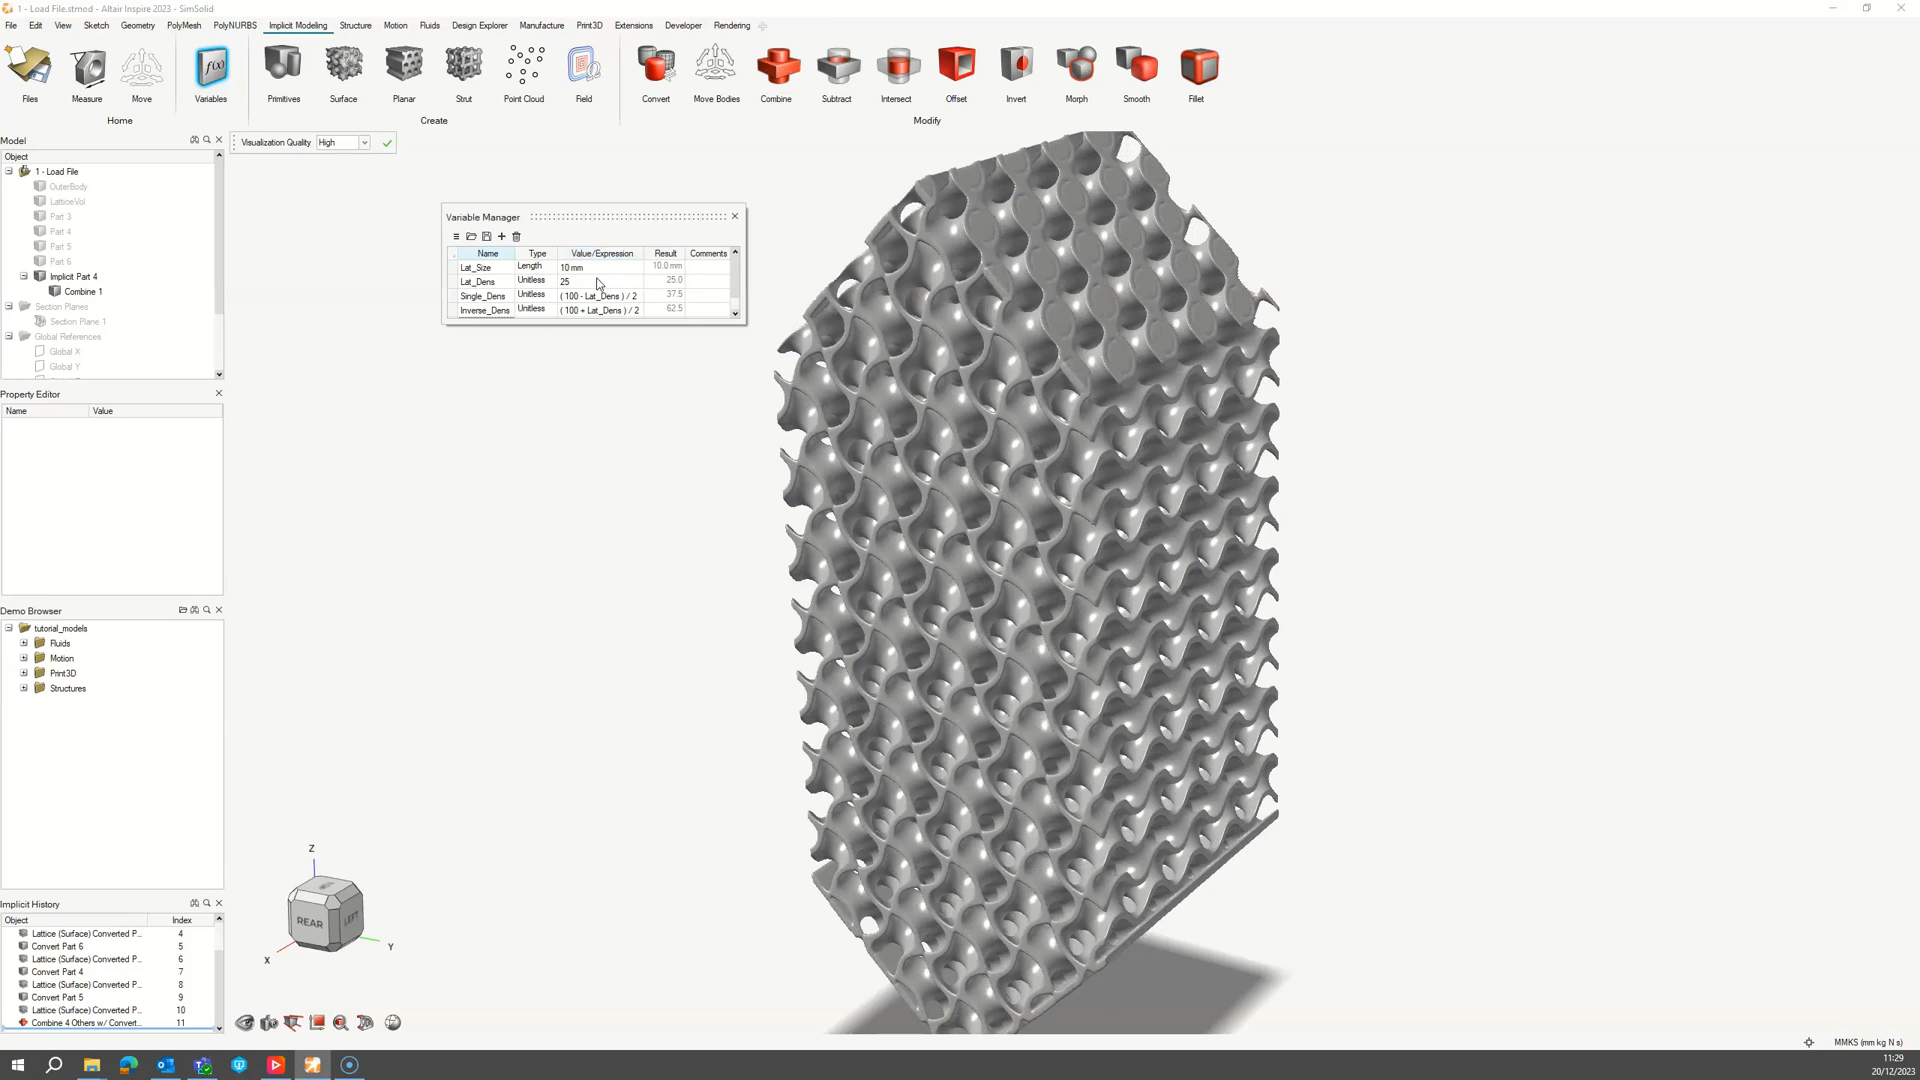 1 - Load File.stmod - Altair Inspire 2023 - SimSolid
File Edit View Sketch Geometry PolyMesh PolyNURBS Implicit Modeling Structure Motion Fluids Design Explorer Manufacture Print3D Extensions Developer Rendering
f(x)
Files Measure Move Variables Primitives Surface Planar Strut Point Cloud Field Convert Move Bodies Combine Subtract Intersect Offset Invert Morph Smooth Fillet
Home Create Modify
Model
Visualization Quality High
Object
1 - Load File
OuterBody
LatticeVol
Part 3
Part 4
Part 5
Part 6
Implicit Part 4
Combine 1
Section Planes
Section Plane 1
Global References
Global X
Global Y
Variable Manager
Name Type Value/Expression Result Comments
Lat_Size Length 10 mm 10.0 mm
Lat_Dens Unitless 25 25.0
Single_Dens Unitless ( 100 - Lat_Dens ) / 2 37.5
Inverse_Dens Unitless ( 100 + Lat_Dens ) / 2 62.5
Property Editor
Name Value
Demo Browser
tutorial_models
Fluids
Motion
Print3D
Structures
Implicit History
Object Index
Lattice (Surface) Converted P... 4
Convert Part 6 5
Lattice (Surface) Converted P... 6
Convert Part 4 7
Lattice (Surface) Converted P... 8
Convert Part 5 9
Lattice (Surface) Converted P... 10
Combine 4 Others w/ Convert... 11
Z
REAR LEFT
Y
X
MMKS (mm kg N s)
11:29
20/12/2023